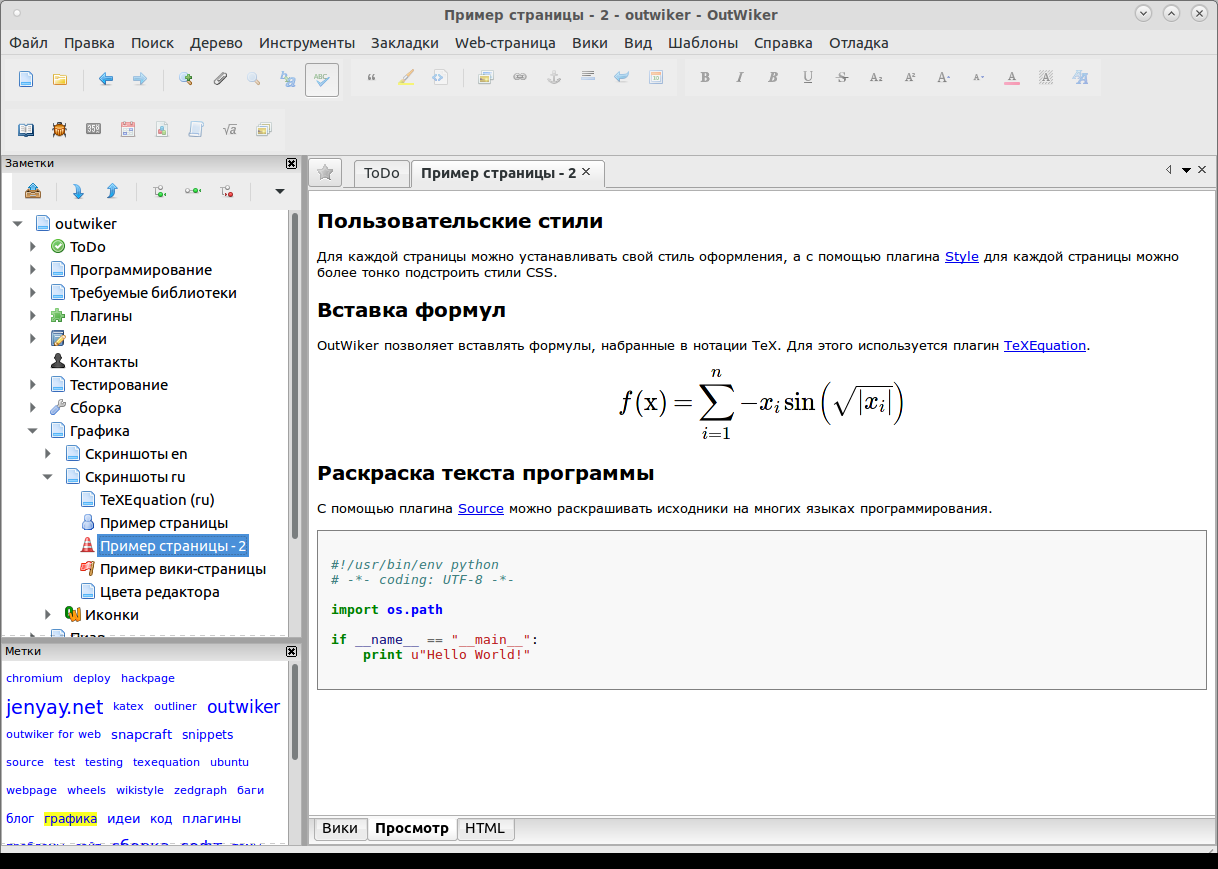 Пример страницы - 2 - outwiker - OutWiker
Файл Правка Поиск Дерево Инструменты Закладки Web-страница Вики Вид Шаблоны Справка Отладка
Заметки
ToDo Пример страницы - 2
outwiker
ToDo
Программирование
Требуемые библиотеки
Плагины
Идеи
Контакты
Тестирование
Сборка
Графика
Скриншоты en
Скриншоты ru
TeXEquation (ru)
Пример страницы
Пример страницы - 2
Пример вики-страницы
Цвета редактора
Иконки
Метки
chromium deploy hackpage
jenyay.net katex outliner outwiker
outwiker for web snapcraft snippets
source test testing texequation ubuntu
webpage wheels wikistyle zedgraph баги
блог графика идеи код плагины
Пользовательские стили
Для каждой страницы можно устанавливать свой стиль оформления, а с помощью плагина Style для каждой страницы можно
более тонко подстроить стили CSS.
Вставка формул
OutWiker позволяет вставлять формулы, набранные в нотации TeX. Для этого используется плагин TeXEquation.
f(x) = ∑_{i=1}^{n} −x_i sin(√|x_i|)
Раскраска текста программы
С помощью плагина Source можно раскрашивать исходники на многих языках программирования.
#!/usr/bin/env python
# -*- coding: UTF-8 -*-
import os.path
if __name__ == "__main__":
    print u"Hello World!"
Вики Просмотр HTML